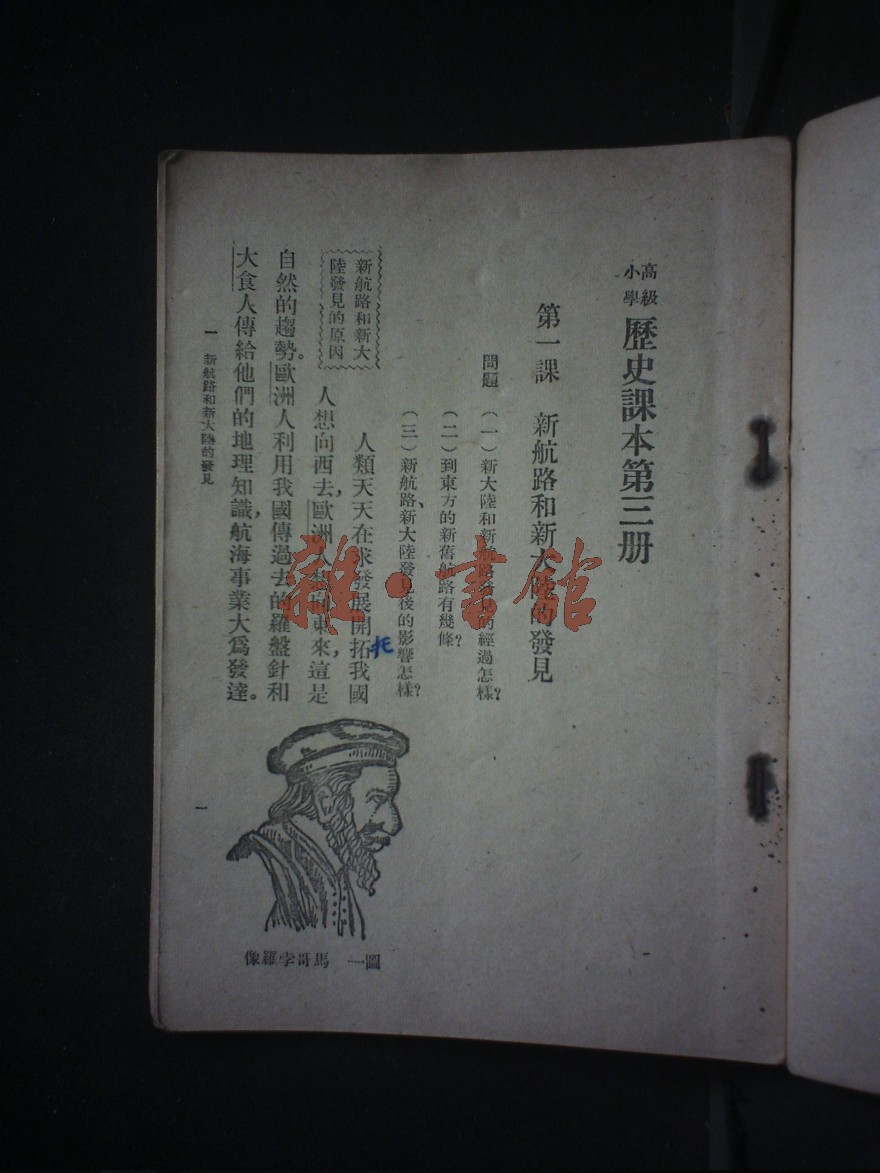 高級
小學
歷史課本第三册
第一課　新航路和新大陸的發見
問題　（一）新大陸和新航路發見的經過怎樣？
（二）到東方的新舊航路有幾條？
（三）新航路、新大陸發見後的影響怎樣？
新航路和新大
陸發見的原因
人類天天在求發展開拓我國
托
人想向西去，歐洲人想向東來，這是
自然的趨勢。歐洲人利用我國傳過去的羅盤針和
大食人傳給他們的地理知識，航海事業大爲發達。
圖一　馬哥孛羅像
一　新航路和新大陸的發見
一
雜·書館